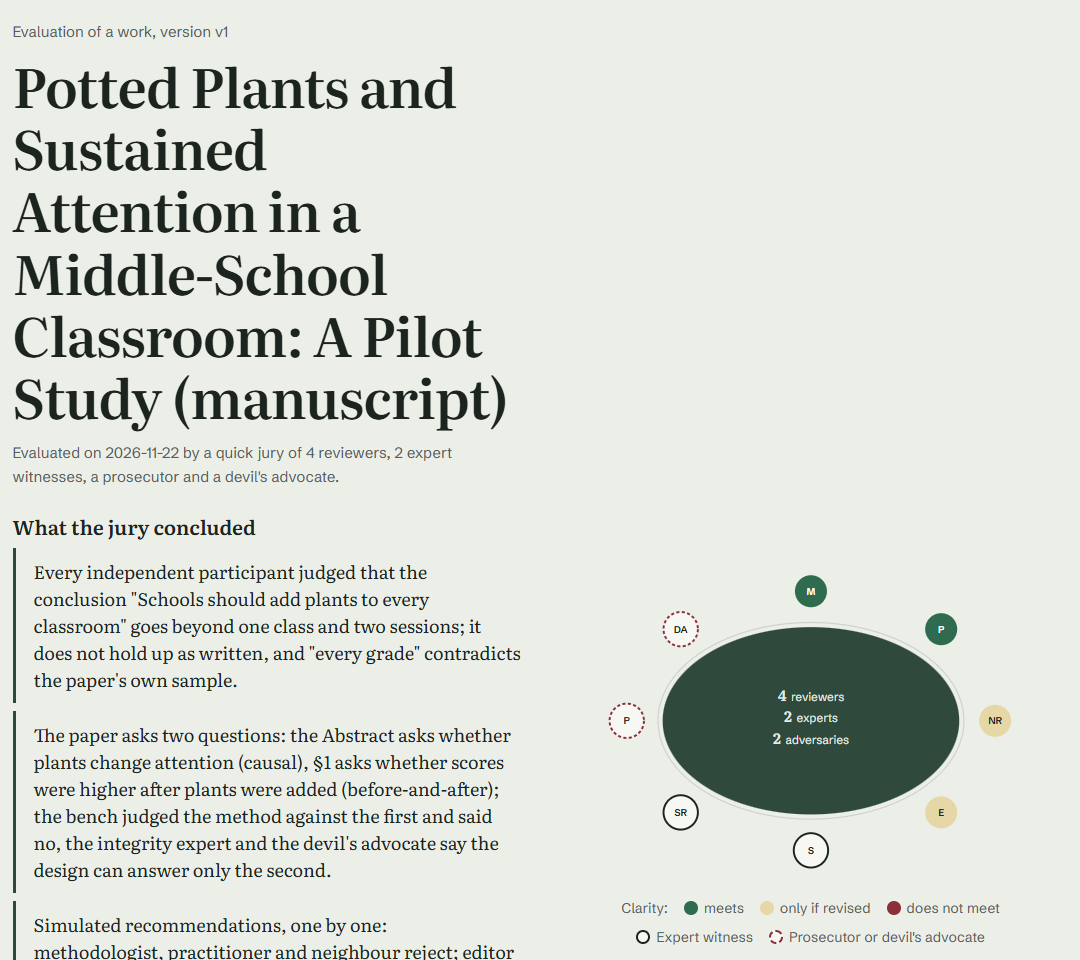 Evaluation of a work, version v1
Potted Plants and
Sustained
Attention in a
Middle-School
Classroom: A Pilot
Study (manuscript)
Evaluated on 2026-11-22 by a quick jury of 4 reviewers, 2 expert
witnesses, a prosecutor and a devil's advocate.
What the jury concluded
Every independent participant judged that the
conclusion "Schools should add plants to every
classroom" goes beyond one class and two sessions; it
does not hold up as written, and "every grade" contradicts
the paper's own sample.
The paper asks two questions: the Abstract asks whether
plants change attention (causal), §1 asks whether scores
were higher after plants were added (before-and-after);
the bench judged the method against the first and said
no, the integrity expert and the devil's advocate say the
design can answer only the second.
Simulated recommendations, one by one:
methodologist, practitioner and neighbour reject; editor
M
DA
P
4 reviewers
2 experts
2 adversaries
P
NR
SR
E
S
Clarity: meets only if revised does not meet
Expert witness Prosecutor or devil's advocate